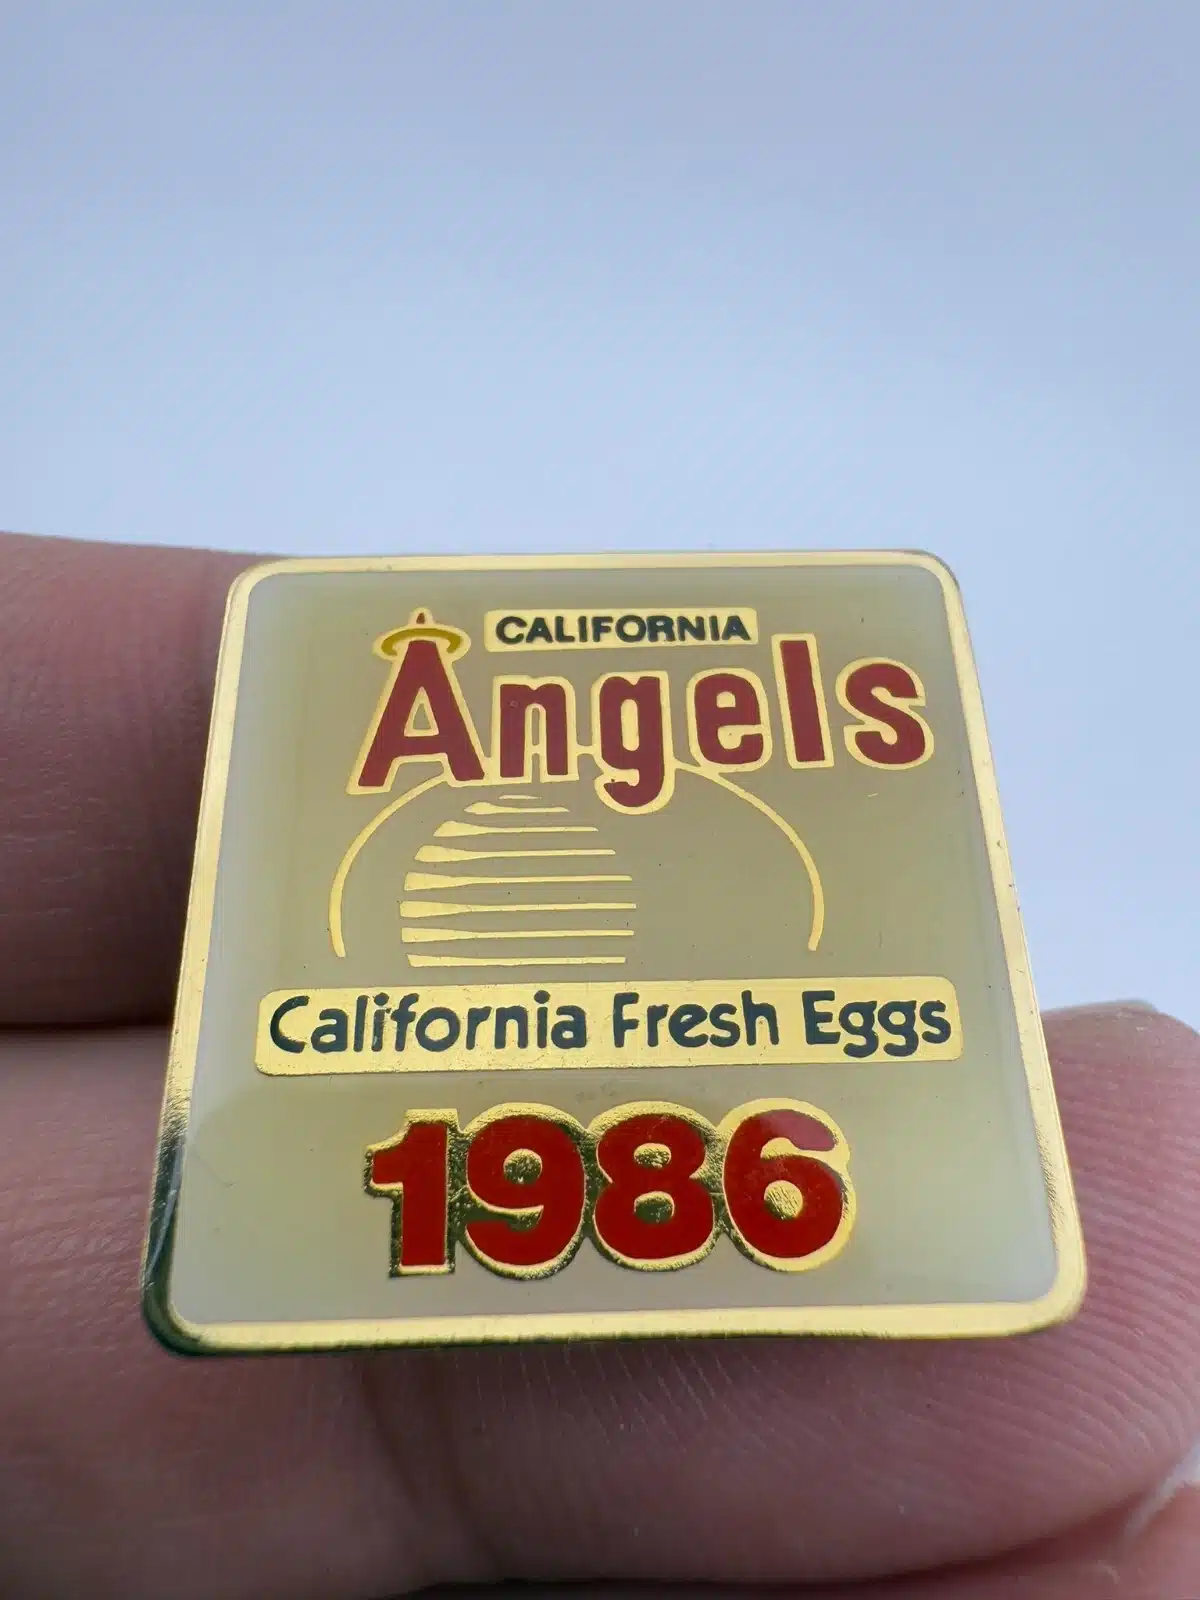 CALIFORNIA
Angels
California Fresh Eggs
1986